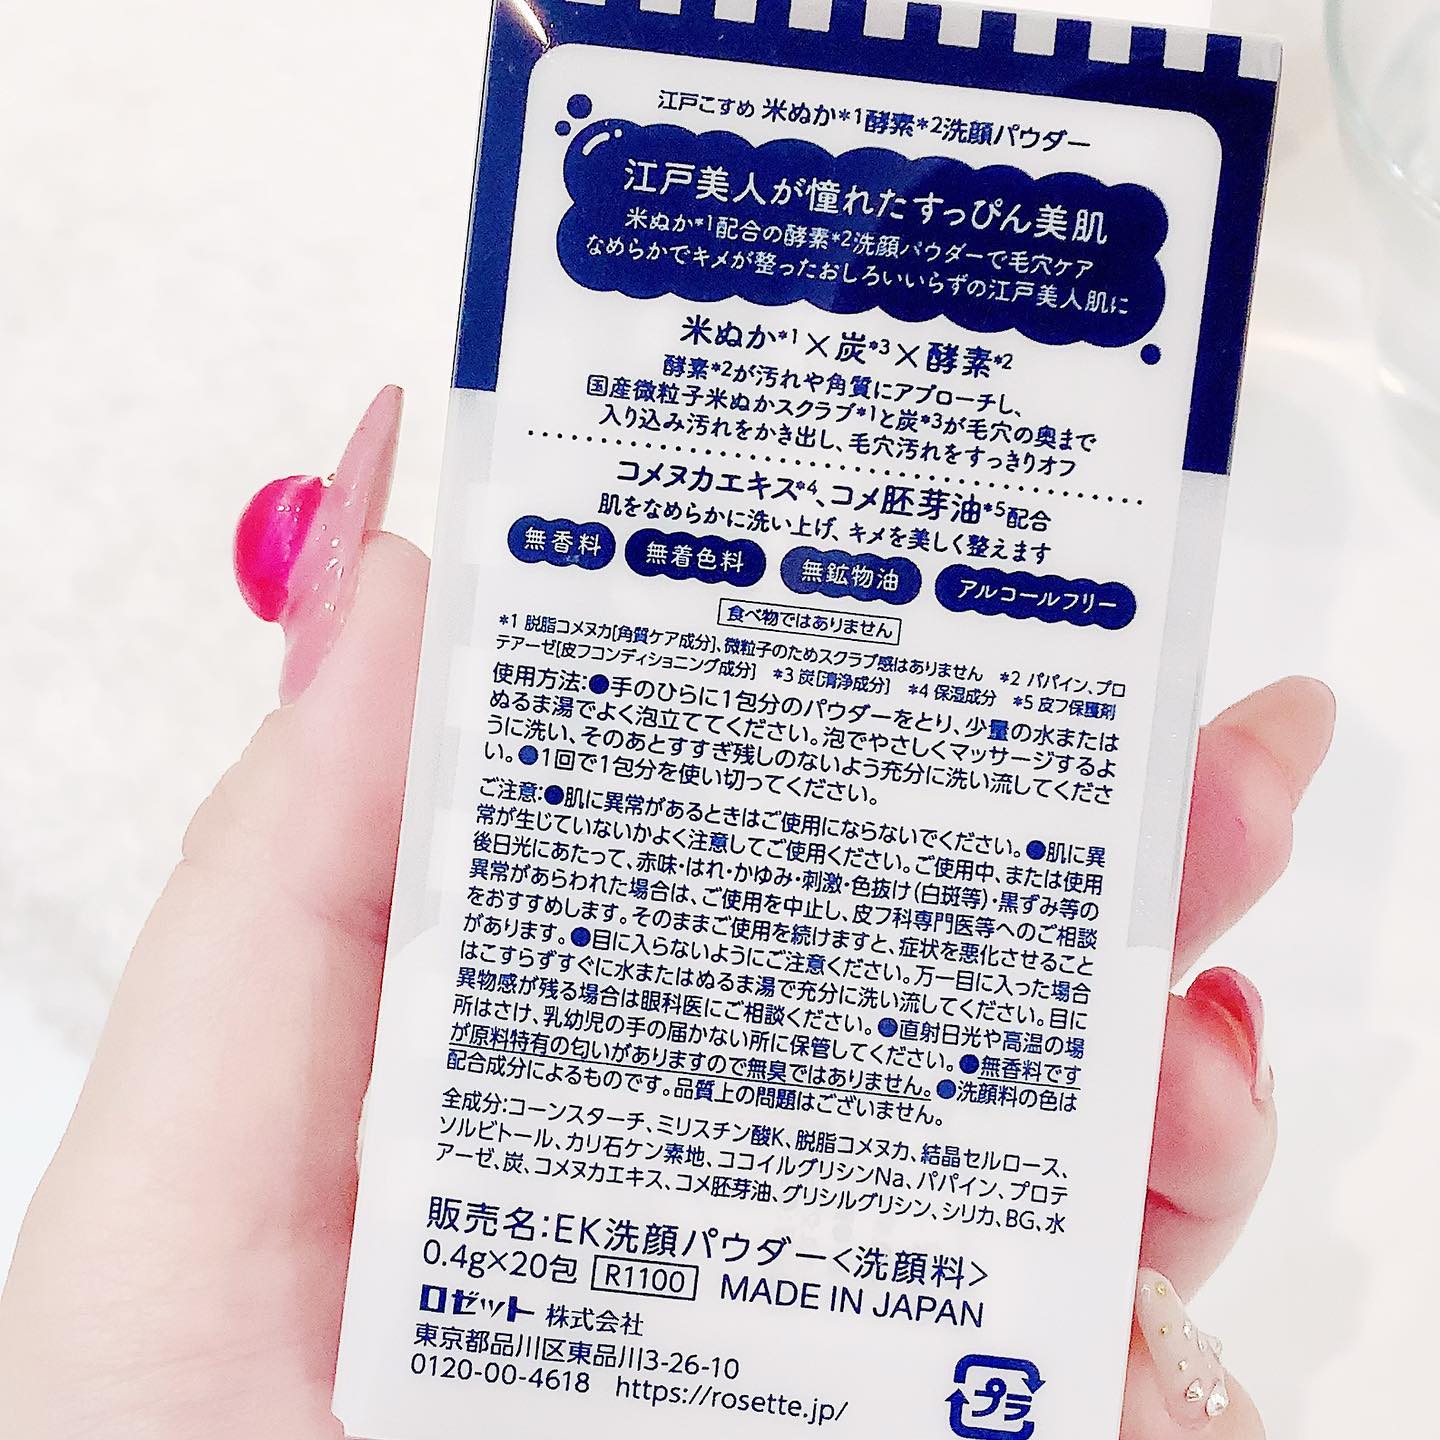 江戸こすめ 米ぬか*1酵素*2洗顔パウダー
江戸美人が憧れたすっぴん美肌
米ぬか*1配合の酵素*2洗顔パウダーで毛穴ケア
なめらかでキメが整ったおしろいいらずの江戸美人肌に
米ぬか*1×炭*3×酵素*2
酵素*2が汚れや角質にアプローチし、
国産微粒子米ぬかスクラブ*1と炭*3が毛穴の奥まで
入り込み汚れをかき出し、毛穴汚れをすっきりオフ
コメヌカエキス*4、コメ胚芽油*5配合
肌をなめらかに洗い上げ、キメを美しく整えます
無香料 無着色料 無鉱物油 アルコールフリー
食べ物ではありません
*1 脱脂コメヌカ[角質ケア成分]、微粒子のためスクラブ感はありません *2 パパイン、プロ
テアーゼ[皮フコンディショニング成分] *3 炭[清浄成分] *4 保湿成分 *5 皮フ保護剤
使用方法:●手のひらに1包分のパウダーをとり、少量の水または
ぬるま湯でよく泡立ててください。泡でやさしくマッサージするよ
うに洗い、そのあとすすぎ残しのないよう充分に洗い流してくださ
い。●1回で1包分を使い切ってください。
ご注意:●肌に異常があるときはご使用にならないでください。●肌に異
常が生じていないかよく注意してご使用ください。ご使用中、または使用
後日光にあたって、赤味・はれ・かゆみ・刺激・色抜け(白斑等)・黒ずみ等の
異常があらわれた場合は、ご使用を中止し、皮フ科専門医等へのご相談
をおすすめします。そのままご使用を続けますと、症状を悪化させること
があります。●目に入らないようにご注意ください。万一目に入った場合
はこすらずすぐに水またはぬるま湯で充分に洗い流してください。目に
異物感が残る場合は眼科医にご相談ください。●直射日光や高温の場
所はさけ、乳幼児の手の届かない所に保管してください。●無香料です
が原料特有の匂いがありますので無臭ではありません。●洗顔料の色は
配合成分によるものです。品質上の問題はございません。
全成分:コーンスターチ、ミリスチン酸K、脱脂コメヌカ、結晶セルロース、
ソルビトール、カリ石ケン素地、ココイルグリシンNa、パパイン、プロテ
アーゼ、炭、コメヌカエキス、コメ胚芽油、グリシルグリシン、シリカ、BG、水
販売名:EK洗顔パウダー<洗顔料>
0.4g×20包 R1100 MADE IN JAPAN
ロゼット 株式会社
東京都品川区東品川3-26-10
0120-00-4618 https://rosette.jp/
プラ